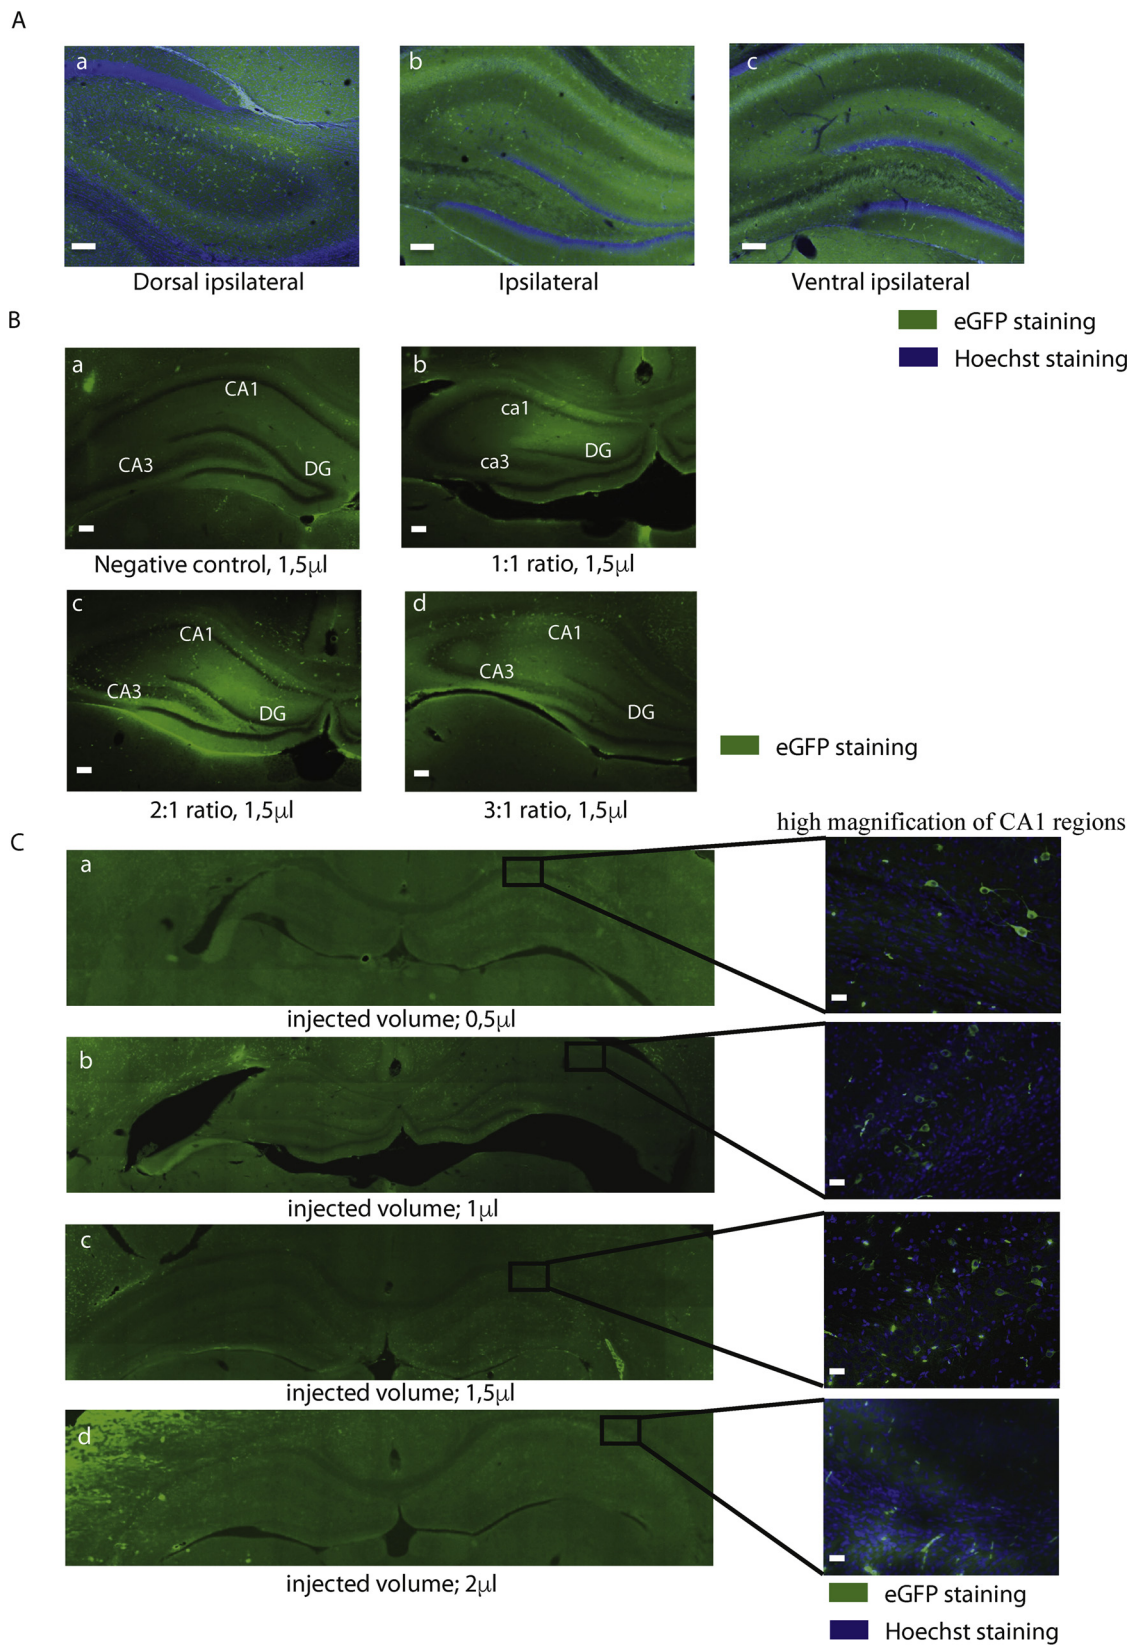 A
a
b
c
Dorsal ipsilateral
Ipsilateral
Ventral ipsilateral
eGFP staining
Hoechst staining
B
a
CA1
CA3
DG
b
ca1
ca3
DG
Negative control, 1,5μl
1:1 ratio, 1,5μl
c
CA1
CA3
DG
d
CA1
CA3
DG
eGFP staining
2:1 ratio, 1,5μl
3:1 ratio, 1,5μl
high magnification of CA1 regions
C
a
injected volume; 0,5μl
b
injected volume; 1μl
c
injected volume; 1,5μl
d
injected volume; 2μl
eGFP staining
Hoechst staining